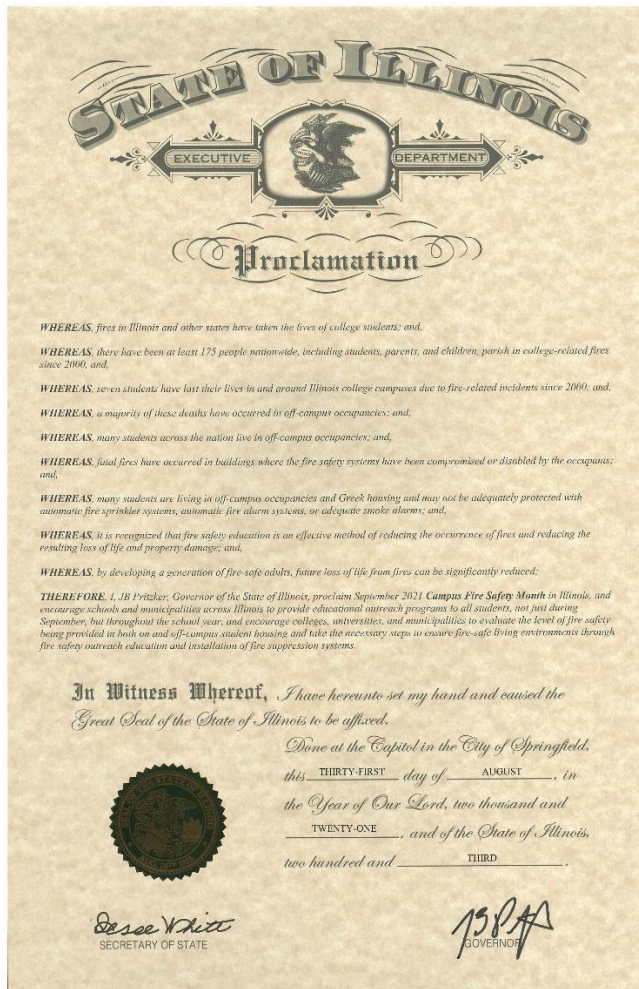 STATE OF ILLINOIS
EXECUTIVE DEPARTMENT
Proclamation
WHEREAS, fires in Illinois and other states have taken the lives of college students; and,
WHEREAS, there have been at least 175 people nationwide, including students, parents, and children, parish in college-related fires
since 2000, and,
WHEREAS, seven students have lost their lives in and around Illinois college campuses due to fire-related incidents since 2000; and,
WHEREAS, a majority of these deaths have occurred in off-campus occupancies; and,
WHEREAS, many students across the nation live in off-campus occupancies; and,
WHEREAS, fatal fires have occurred in buildings where the fire safety systems have been compromised or disabled by the occupants;
and,
WHEREAS, many students are living in off-campus occupancies and Greek housing and may not be adequately protected with
automatic fire sprinkler systems, automatic fire alarm systems, or adequate smoke alarms; and,
WHEREAS, it is recognized that fire safety education is an effective method of reducing the occurrence of fires and reducing the
resulting loss of life and property damage; and,
WHEREAS, by developing a generation of fire-safe adults, future loss of life from fires can be significantly reduced;
THEREFORE, I, JB Pritzker, Governor of the State of Illinois, proclaim September 2021 Campus Fire Safety Month in Illinois, and
encourage schools and municipalities across Illinois to provide educational outreach programs to all students, not just during
September, but throughout the school year, and encourage colleges, universities, and municipalities to evaluate the level of fire safety
being provided in both on and off-campus student housing and take the necessary steps to ensure fire-safe living environments through
fire safety outreach education and installation of fire suppression systems.
In Witness Whereof, I have hereunto set my hand and caused the
Great Seal of the State of Illinois to be affixed.
Done at the Capitol in the City of Springfield,
this THIRTY-FIRST day of AUGUST, in
the Year of Our Lord, two thousand and
TWENTY-ONE, and of the State of Illinois,
two hundred and THIRD.
Jesse White
SECRETARY OF STATE
GOVERNOR